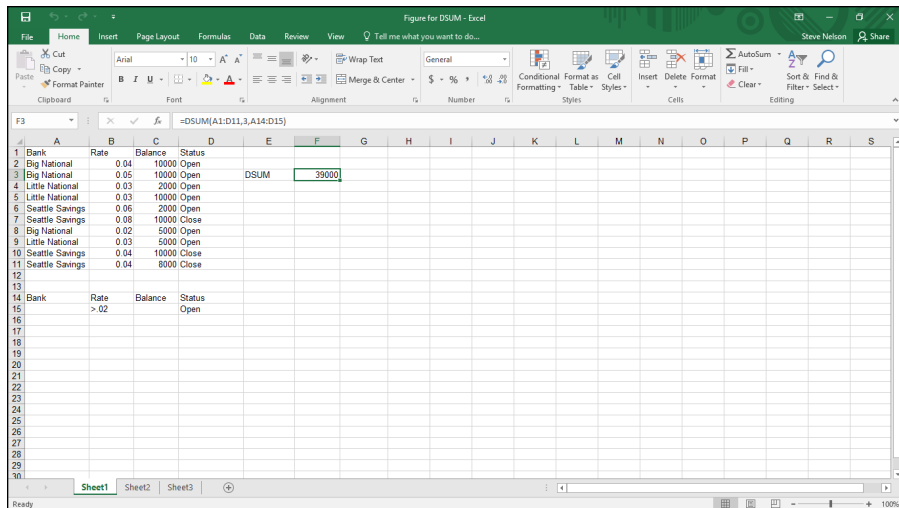 Figure for DSUM - Excel
File Home Insert Page Layout Formulas Data Review View Tell me what you want to do... Steve Nelson Share
Paste
Cut
Copy
Format Painter
Clipboard
Arial 10
B I U
Font
Wrap Text
Merge & Center
Alignment
General
$ % ,
Number
Conditional Formatting
Format as Table
Cell Styles
Styles
Insert Delete Format
Cells
AutoSum
Fill
Clear
Sort & Filter
Find & Select
Editing
F3 fx =DSUM(A1:D11,3,A14:D15)
A B C D E F G H I J K L M N O P Q R S
1 Bank Rate Balance Status
2 Big National 0.04 10000 Open
3 Big National 0.05 10000 Open DSUM 39000
4 Little National 0.03 2000 Open
5 Little National 0.03 10000 Open
6 Seattle Savings 0.06 2000 Open
7 Seattle Savings 0.08 10000 Close
8 Big National 0.02 5000 Open
9 Little National 0.03 5000 Open
10 Seattle Savings 0.04 10000 Close
11 Seattle Savings 0.04 8000 Close
12
13
14 Bank Rate Balance Status
15 >.02 Open
16
17
18
19
20
21
22
23
24
25
26
27
28
29
30
Sheet1 Sheet2 Sheet3
Ready 100%